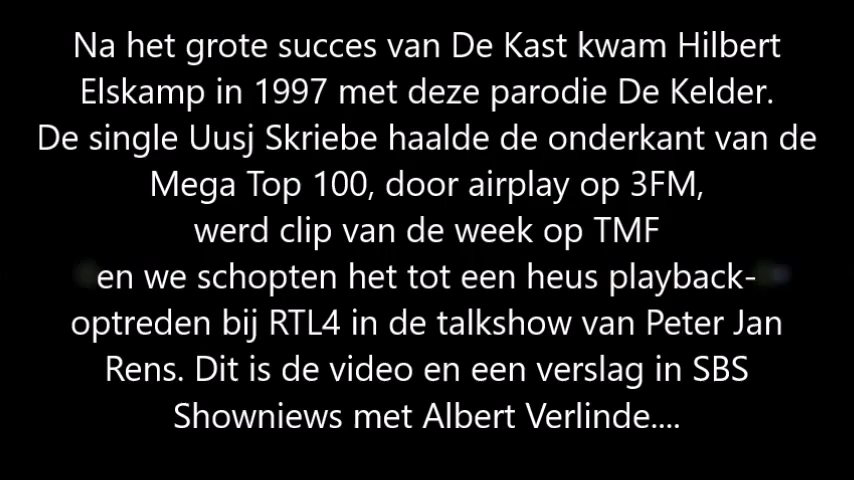 Na het grote succes van De Kast kwam Hilbert
Elskamp in 1997 met deze parodie De Kelder.
De single Uusj Skriebe haalde de onderkant van de
Mega Top 100, door airplay op 3FM,
werd clip van de week op TMF
en we schopten het tot een heus playback-
optreden bij RTL4 in de talkshow van Peter Jan
Rens. Dit is de video en een verslag in SBS
Showniews met Albert Verlinde....